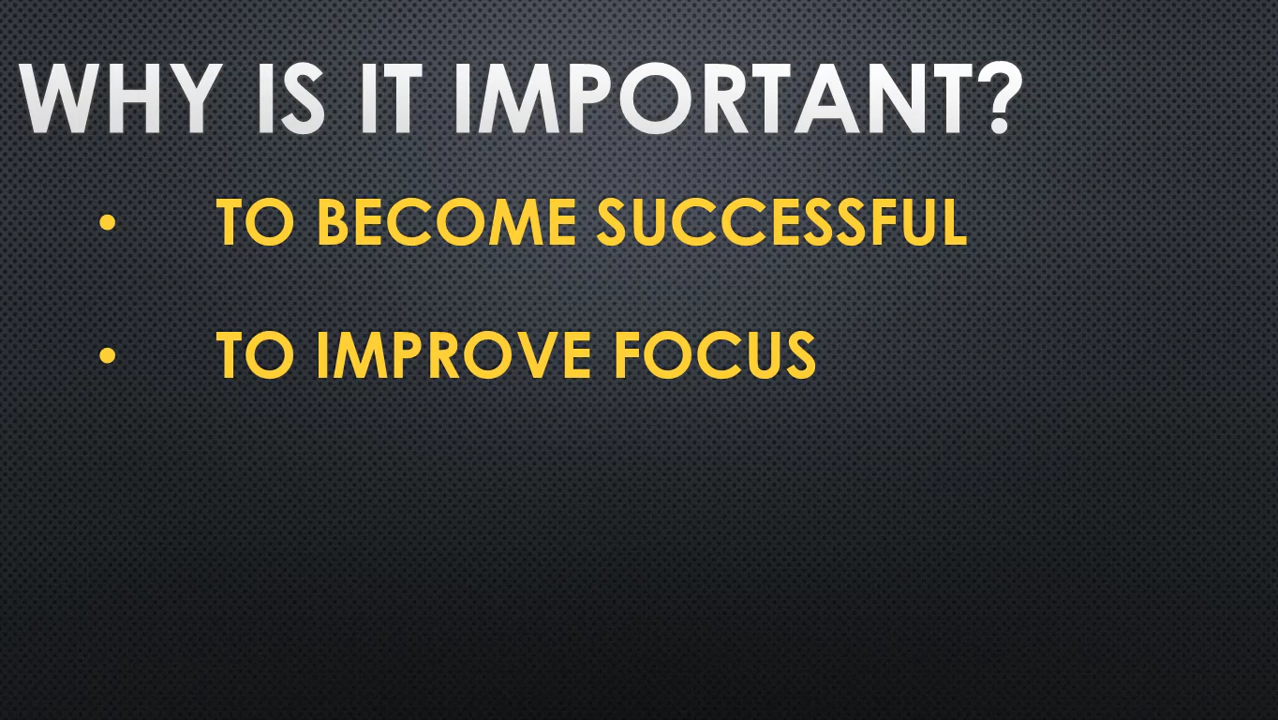 WHY IS IT IMPORTANT?
• TO BECOME SUCCESSFUL
• TO IMPROVE FOCUS